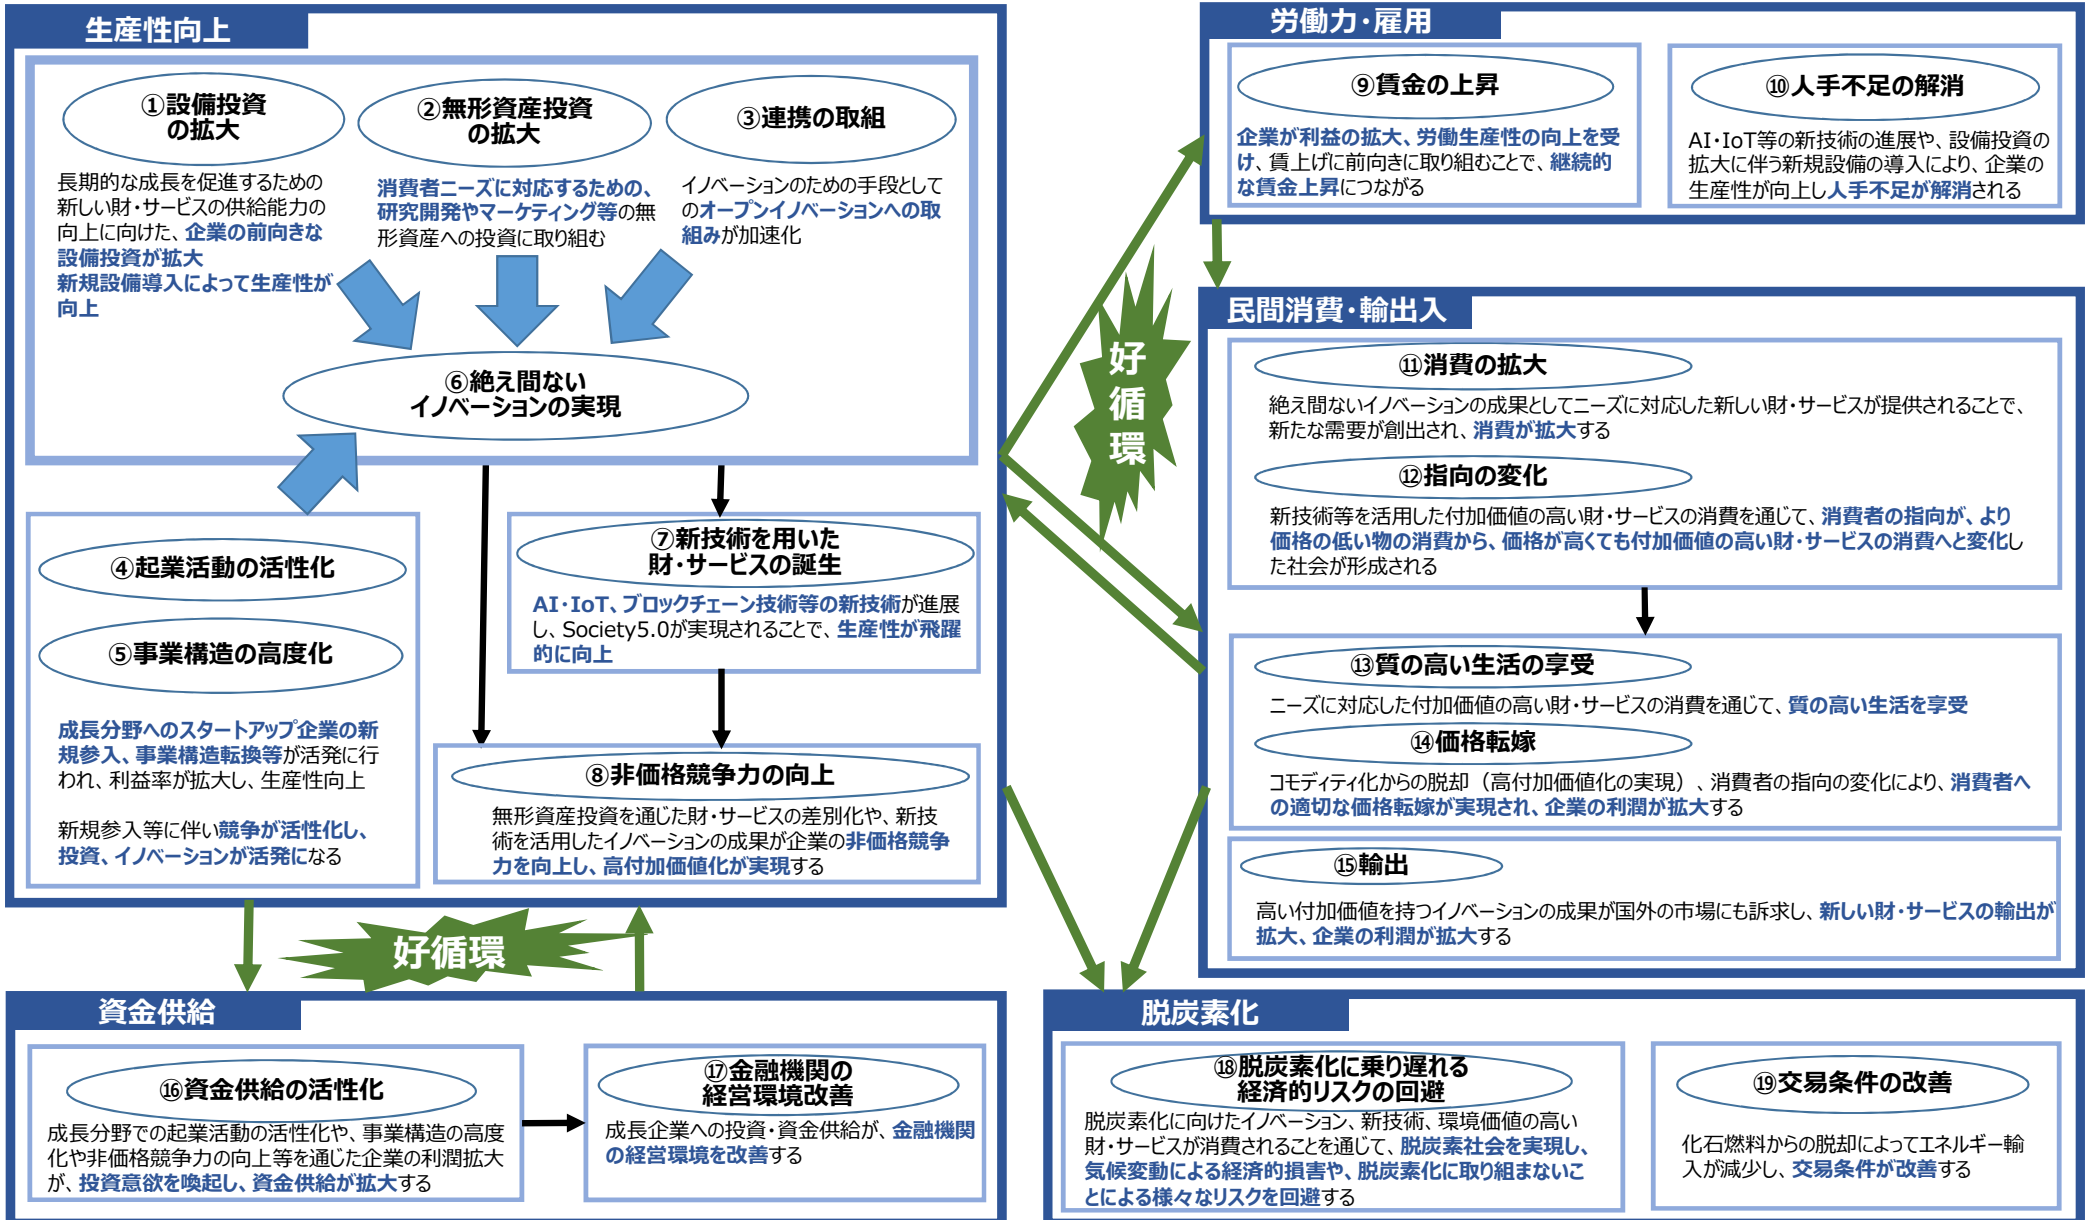 生産性向上
①設備投資
の拡大
長期的な成長を促進するための
新しい財・サービスの供給能力の
向上に向けた、企業の前向きな
設備投資が拡大
新規設備導入によって生産性が
向上
②無形資産投資
の拡大
消費者ニーズに対応するための、
研究開発やマーケティング等の無
形資産への投資に取り組む
③連携の取組
イノベーションのための手段として
のオープンイノベーションへの取
組みが加速化
⑥絶え間ない
イノベーションの実現
④起業活動の活性化
⑤事業構造の高度化
成長分野へのスタートアップ企業の新
規参入、事業構造転換等が活発に行
われ、利益率が拡大し、生産性向上
新規参入等に伴い競争が活性化し、
投資、イノベーションが活発になる
⑦新技術を用いた
財・サービスの誕生
AI・IoT、ブロックチェーン技術等の新技術が進展
し、Society5.0が実現されることで、生産性が飛躍
的に向上
⑧非価格競争力の向上
無形資産投資を通じた財・サービスの差別化や、新技
術を活用したイノベーションの成果が企業の非価格競争
力を向上し、高付加価値化が実現する
好循環
好
循
環
労働力・雇用
⑨賃金の上昇
企業が利益の拡大、労働生産性の向上を受
け、賃上げに前向きに取り組むことで、継続的
な賃金上昇につながる
⑩人手不足の解消
AI・IoT等の新技術の進展や、設備投資の
拡大に伴う新規設備の導入により、企業の
生産性が向上し人手不足が解消される
民間消費・輸出入
⑪消費の拡大
絶え間ないイノベーションの成果としてニーズに対応した新しい財・サービスが提供されることで、
新たな需要が創出され、消費が拡大する
⑫指向の変化
新技術等を活用した付加価値の高い財・サービスの消費を通じて、消費者の指向が、より
価格の低い物の消費から、価格が高くても付加価値の高い財・サービスの消費へと変化し
た社会が形成される
⑬質の高い生活の享受
ニーズに対応した付加価値の高い財・サービスの消費を通じて、質の高い生活を享受
⑭価格転嫁
コモディティ化からの脱却（高付加価値化の実現）、消費者の指向の変化により、消費者へ
の適切な価格転嫁が実現され、企業の利潤が拡大する
⑮輸出
高い付加価値を持つイノベーションの成果が国外の市場にも訴求し、新しい財・サービスの輸出が
拡大、企業の利潤が拡大する
資金供給
⑯資金供給の活性化
成長分野での起業活動の活性化や、事業構造の高度
化や非価格競争力の向上等を通じた企業の利潤拡大
が、投資意欲を喚起し、資金供給が拡大する
⑰金融機関の
経営環境改善
成長企業への投資・資金供給が、金融機関
の経営環境を改善する
脱炭素化
⑱脱炭素化に乗り遅れる
経済的リスクの回避
脱炭素化に向けたイノベーション、新技術、環境価値の高い
財・サービスが消費されることを通じて、脱炭素社会を実現し、
気候変動による経済的損害や、脱炭素化に取り組まないこ
とによる様々なリスクを回避する
⑲交易条件の改善
化石燃料からの脱却によってエネルギー輸
入が減少し、交易条件が改善する